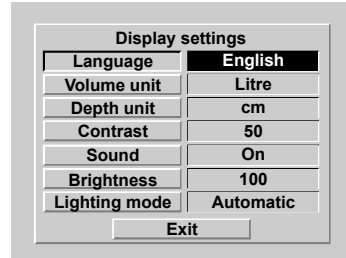 Display settings
Language English
Volume unit Litre
Depth unit cm
Contrast 50
Sound On
Brightness 100
Lighting mode Automatic
Exit